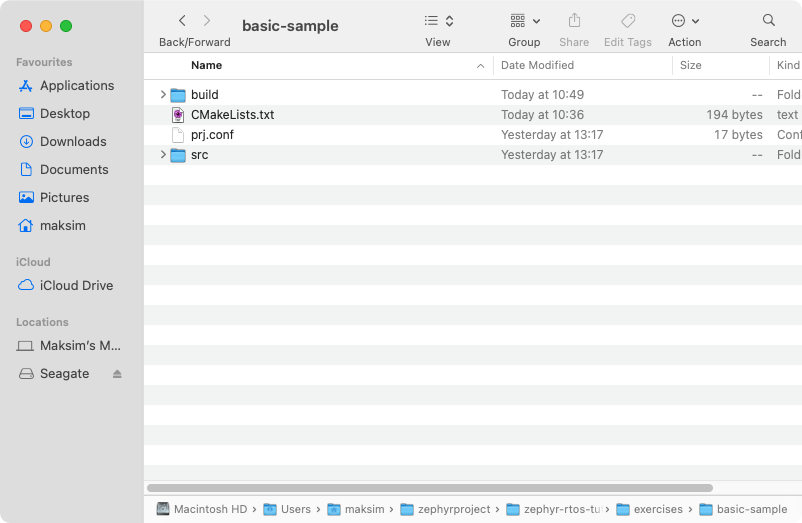 basic-sample
Back/Forward View Group Share Edit Tags Action Search
Favourites
Applications
Desktop
Downloads
Documents
Pictures
maksim
iCloud
iCloud Drive
Locations
Maksim's M...
Seagate
Name Date Modified Size Kind
build Today at 10:49 -- Fold
CMakeLists.txt Today at 10:36 194 bytes text
prj.conf Yesterday at 13:17 17 bytes Conf
src Yesterday at 13:17 -- Fold
Macintosh HD › Users › maksim › zephyrproject › zephyr-rtos-tu › exercises › basic-sample